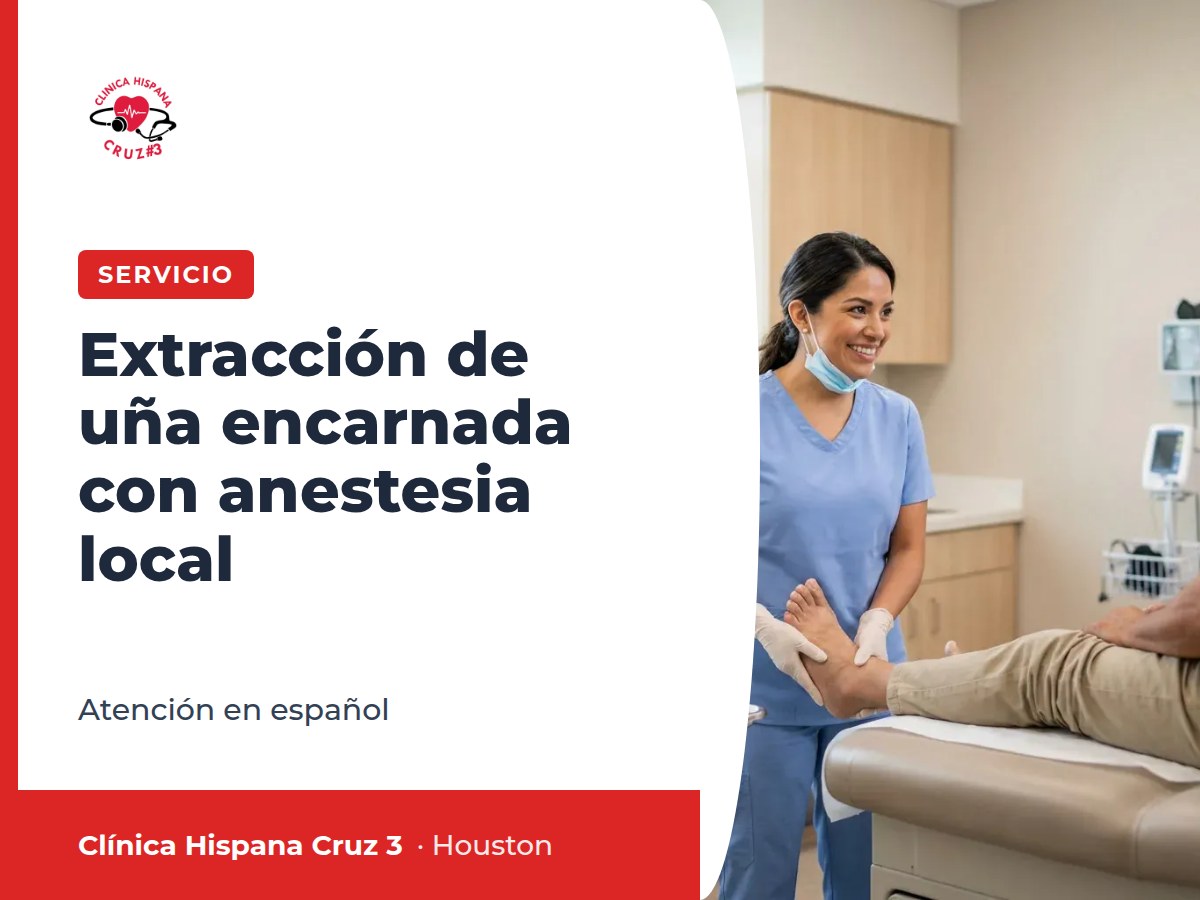 CLINICA HISPANA
CRUZ#3
SERVICIO
Extracción de
uña encarnada
con anestesia
local
Atención en español
Clínica Hispana Cruz 3 · Houston